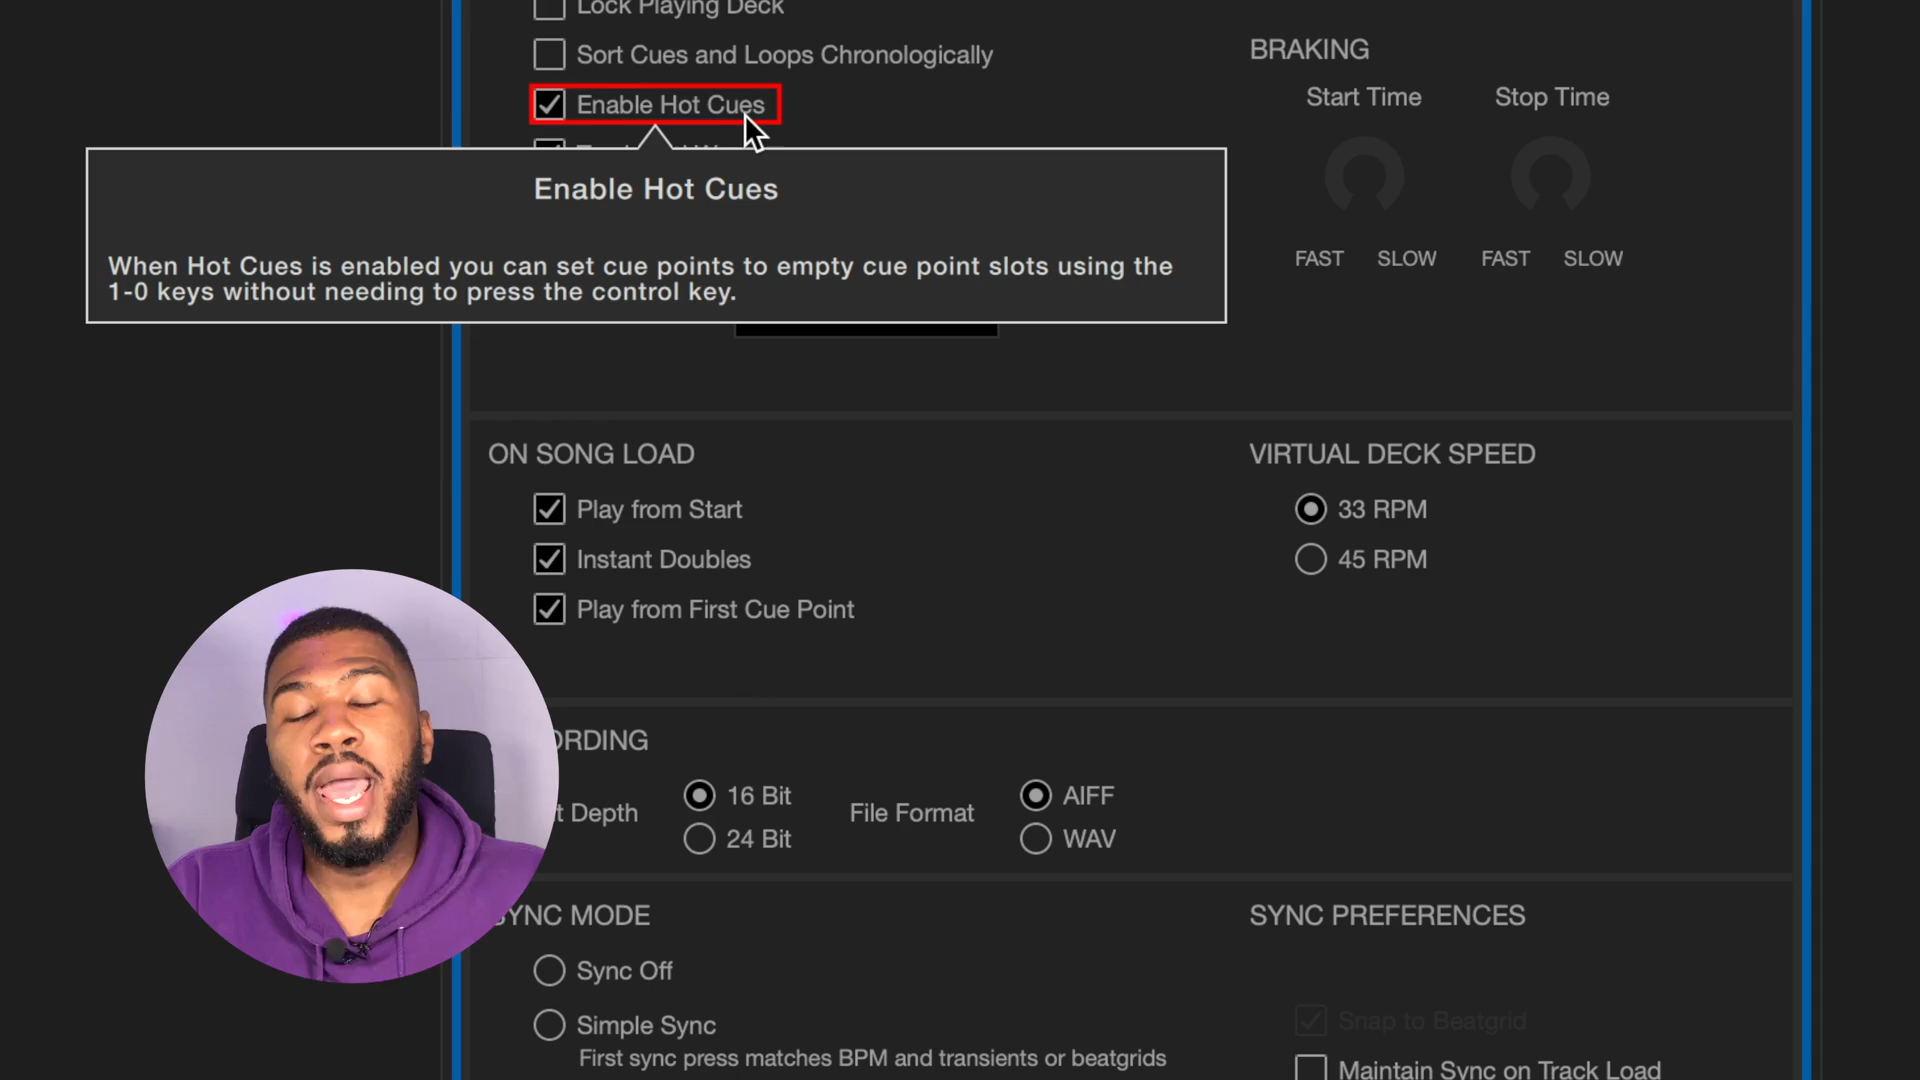 Lock Playing Deck
Sort Cues and Loops Chronologically
Enable Hot Cues
Enable Hot Cues
When Hot Cues is enabled you can set cue points to empty cue point slots using the
1-0 keys without needing to press the control key.
BRAKING
Start Time Stop Time
FAST SLOW FAST SLOW
ON SONG LOAD
Play from Start
Instant Doubles
Play from First Cue Point
VIRTUAL DECK SPEED
33 RPM
45 RPM
ORDING
t Depth
16 Bit
24 Bit
File Format
AIFF
WAV
SYNC MODE
Sync Off
Simple Sync
First sync press matches BPM and transients or beatgrids
SYNC PREFERENCES
Snap to Beatgrid
Maintain Sync on Track Load